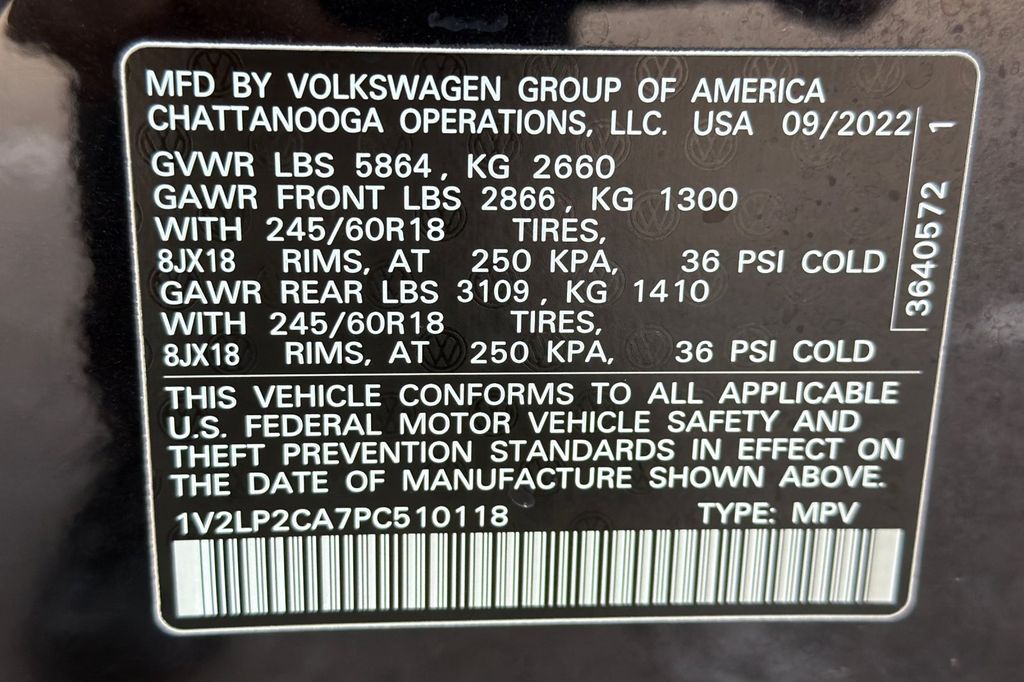 MFD BY VOLKSWAGEN GROUP OF AMERICA
CHATTANOOGA OPERATIONS, LLC. USA 09/2022
GVWR LBS 5864, KG 2660
GAWR FRONT LBS 2866, KG 1300
WITH 245/60R18 TIRES,
8JX18 RIMS, AT 250 KPA, 36 PSI COLD
GAWR REAR LBS 3109, KG 1410
WITH 245/60R18 TIRES,
8JX18 RIMS, AT 250 KPA, 36 PSI COLD
3640572 1
THIS VEHICLE CONFORMS TO ALL APPLICABLE
U.S. FEDERAL MOTOR VEHICLE SAFETY AND
THEFT PREVENTION STANDARDS IN EFFECT ON
THE DATE OF MANUFACTURE SHOWN ABOVE.
1V2LP2CA7PC510118 TYPE: MPV